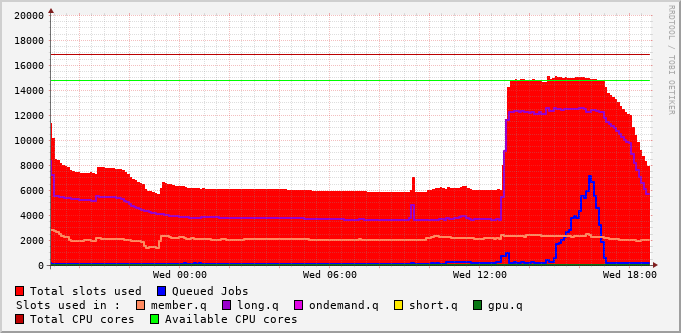 20000
18000
16000
14000
12000
10000
8000
6000
4000
2000
0
Wed 00:00 Wed 06:00 Wed 12:00 Wed 18:00
RRDTOOL / TOBI OETIKER
Total slots used Queued Jobs
Slots used in : member.q long.q ondemand.q short.q gpu.q
Total CPU cores Available CPU cores